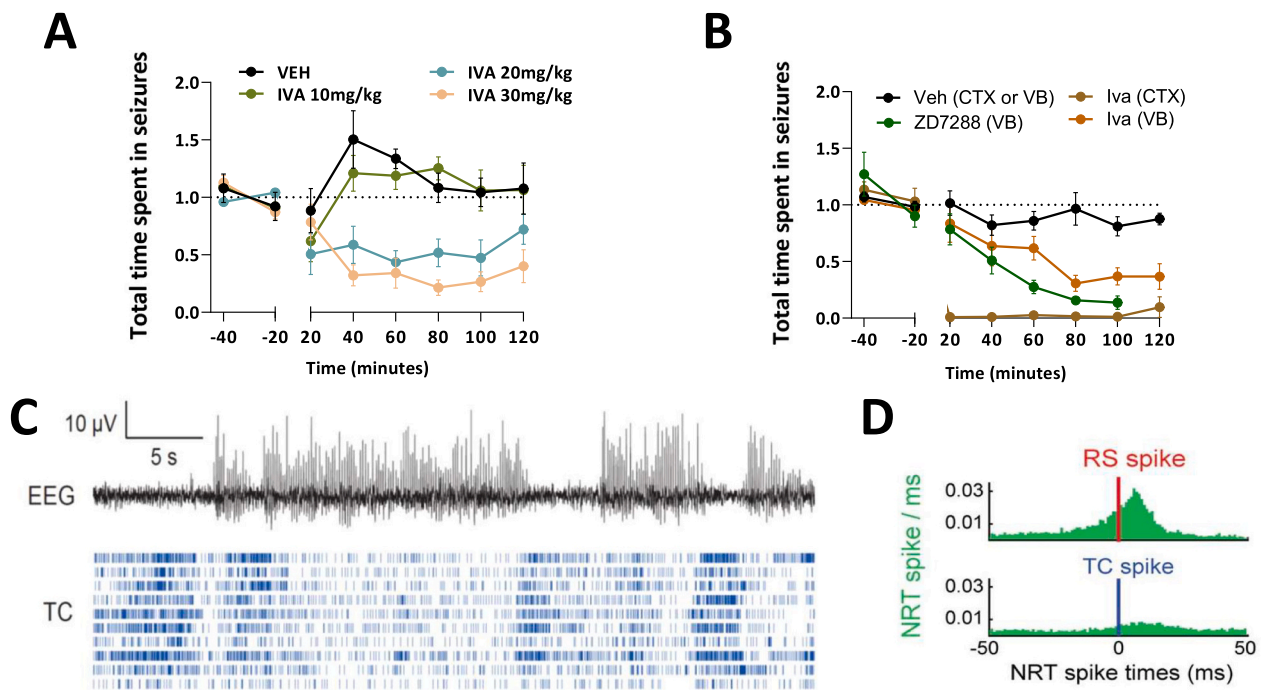 A
Total time spent in seizures
VEH
IVA 10mg/kg
IVA 20mg/kg
IVA 30mg/kg
2.0
1.5
1.0
0.5
0.0
-40 -20 20 40 60 80 100 120
Time (minutes)
B
Total time spent in seizures
Veh (CTX or VB)
ZD7288 (VB)
Iva (CTX)
Iva (VB)
2.0
1.5
1.0
0.5
0.0
-40 -20 20 40 60 80 100 120
Time (minutes)
C
10 µV
5 s
EEG
TC
D
NRT spike / ms
RS spike
0.03
0.01
TC spike
0.03
0.01
-50 0 50
NRT spike times (ms)